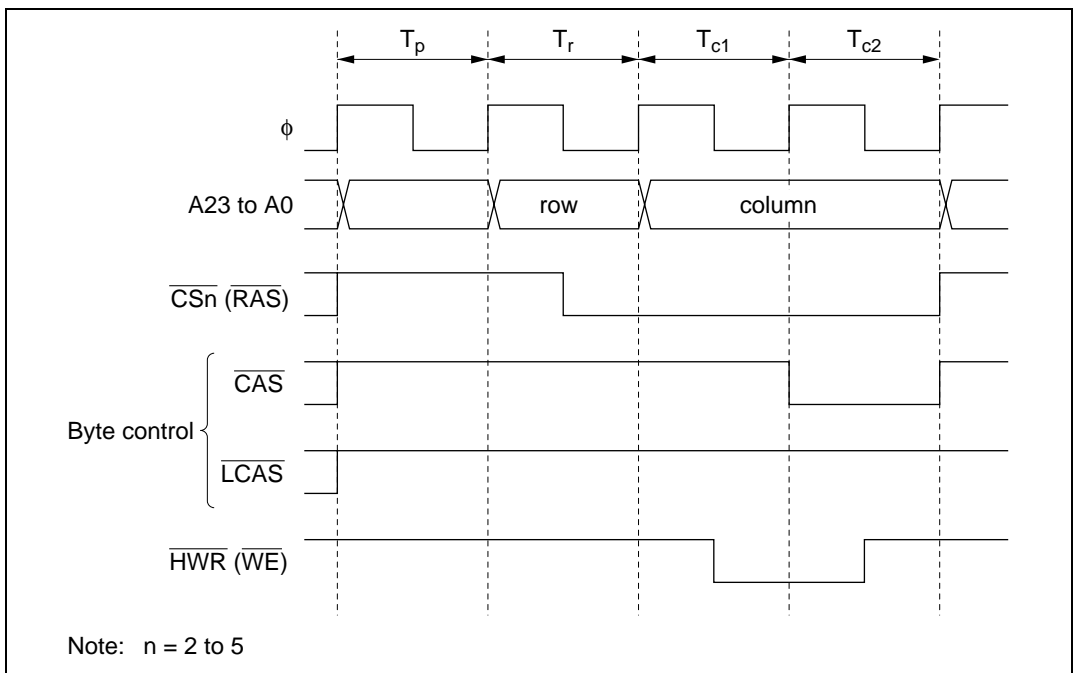 Tp Tr Tc1 Tc2
φ
A23 to A0 row column
CSn (RAS)
CAS
Byte control
LCAS
HWR (WE)
Note: n = 2 to 5